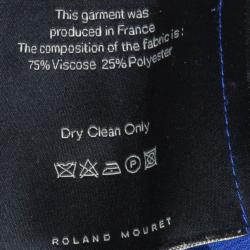 This garment was
produced in France
The composition of the fabric is :
75% Viscose 25% Polyester
Dry Clean Only
P
ROLAND MOURET